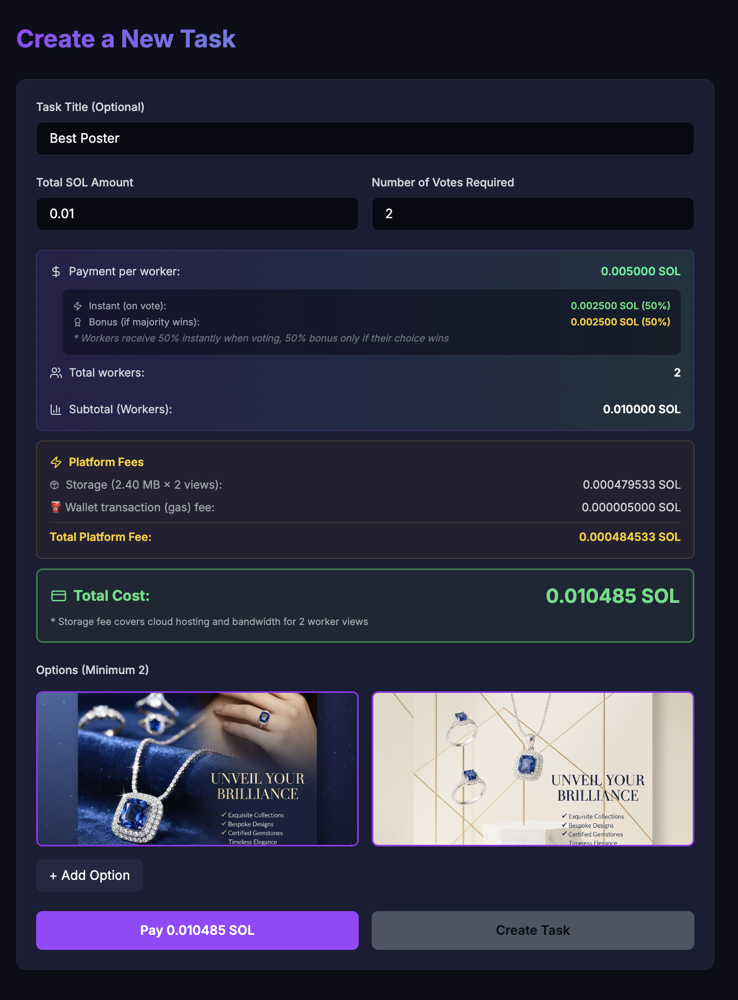 Create a New Task
Task Title (Optional)
Best Poster
Total SOL Amount
Number of Votes Required
0.01
2
Payment per worker:
0.005000 SOL
Instant (on vote):
0.002500 SOL (50%)
Bonus (if majority wins):
0.002500 SOL (50%)
* Workers receive 50% instantly when voting, 50% bonus only if their choice wins
Total workers:
2
Subtotal (Workers):
0.010000 SOL
Platform Fees
Storage (2.40 MB × 2 views):
0.000479533 SOL
Wallet transaction (gas) fee:
0.000005000 SOL
Total Platform Fee:
0.000484533 SOL
Total Cost:
0.010485 SOL
* Storage fee covers cloud hosting and bandwidth for 2 worker views
Options (Minimum 2)
UNVEIL YOUR
BRILLIANCE
✓ Exquisite Collections
✓ Bespoke Designs
✓ Certified Gemstones
Timeless Elegance
UNVEIL YOUR
BRILLIANCE
✓ Exquisite Collections
✓ Bespoke Designs
✓ Certified Gemstones
Timeless Elegance
+ Add Option
Pay 0.010485 SOL
Create Task